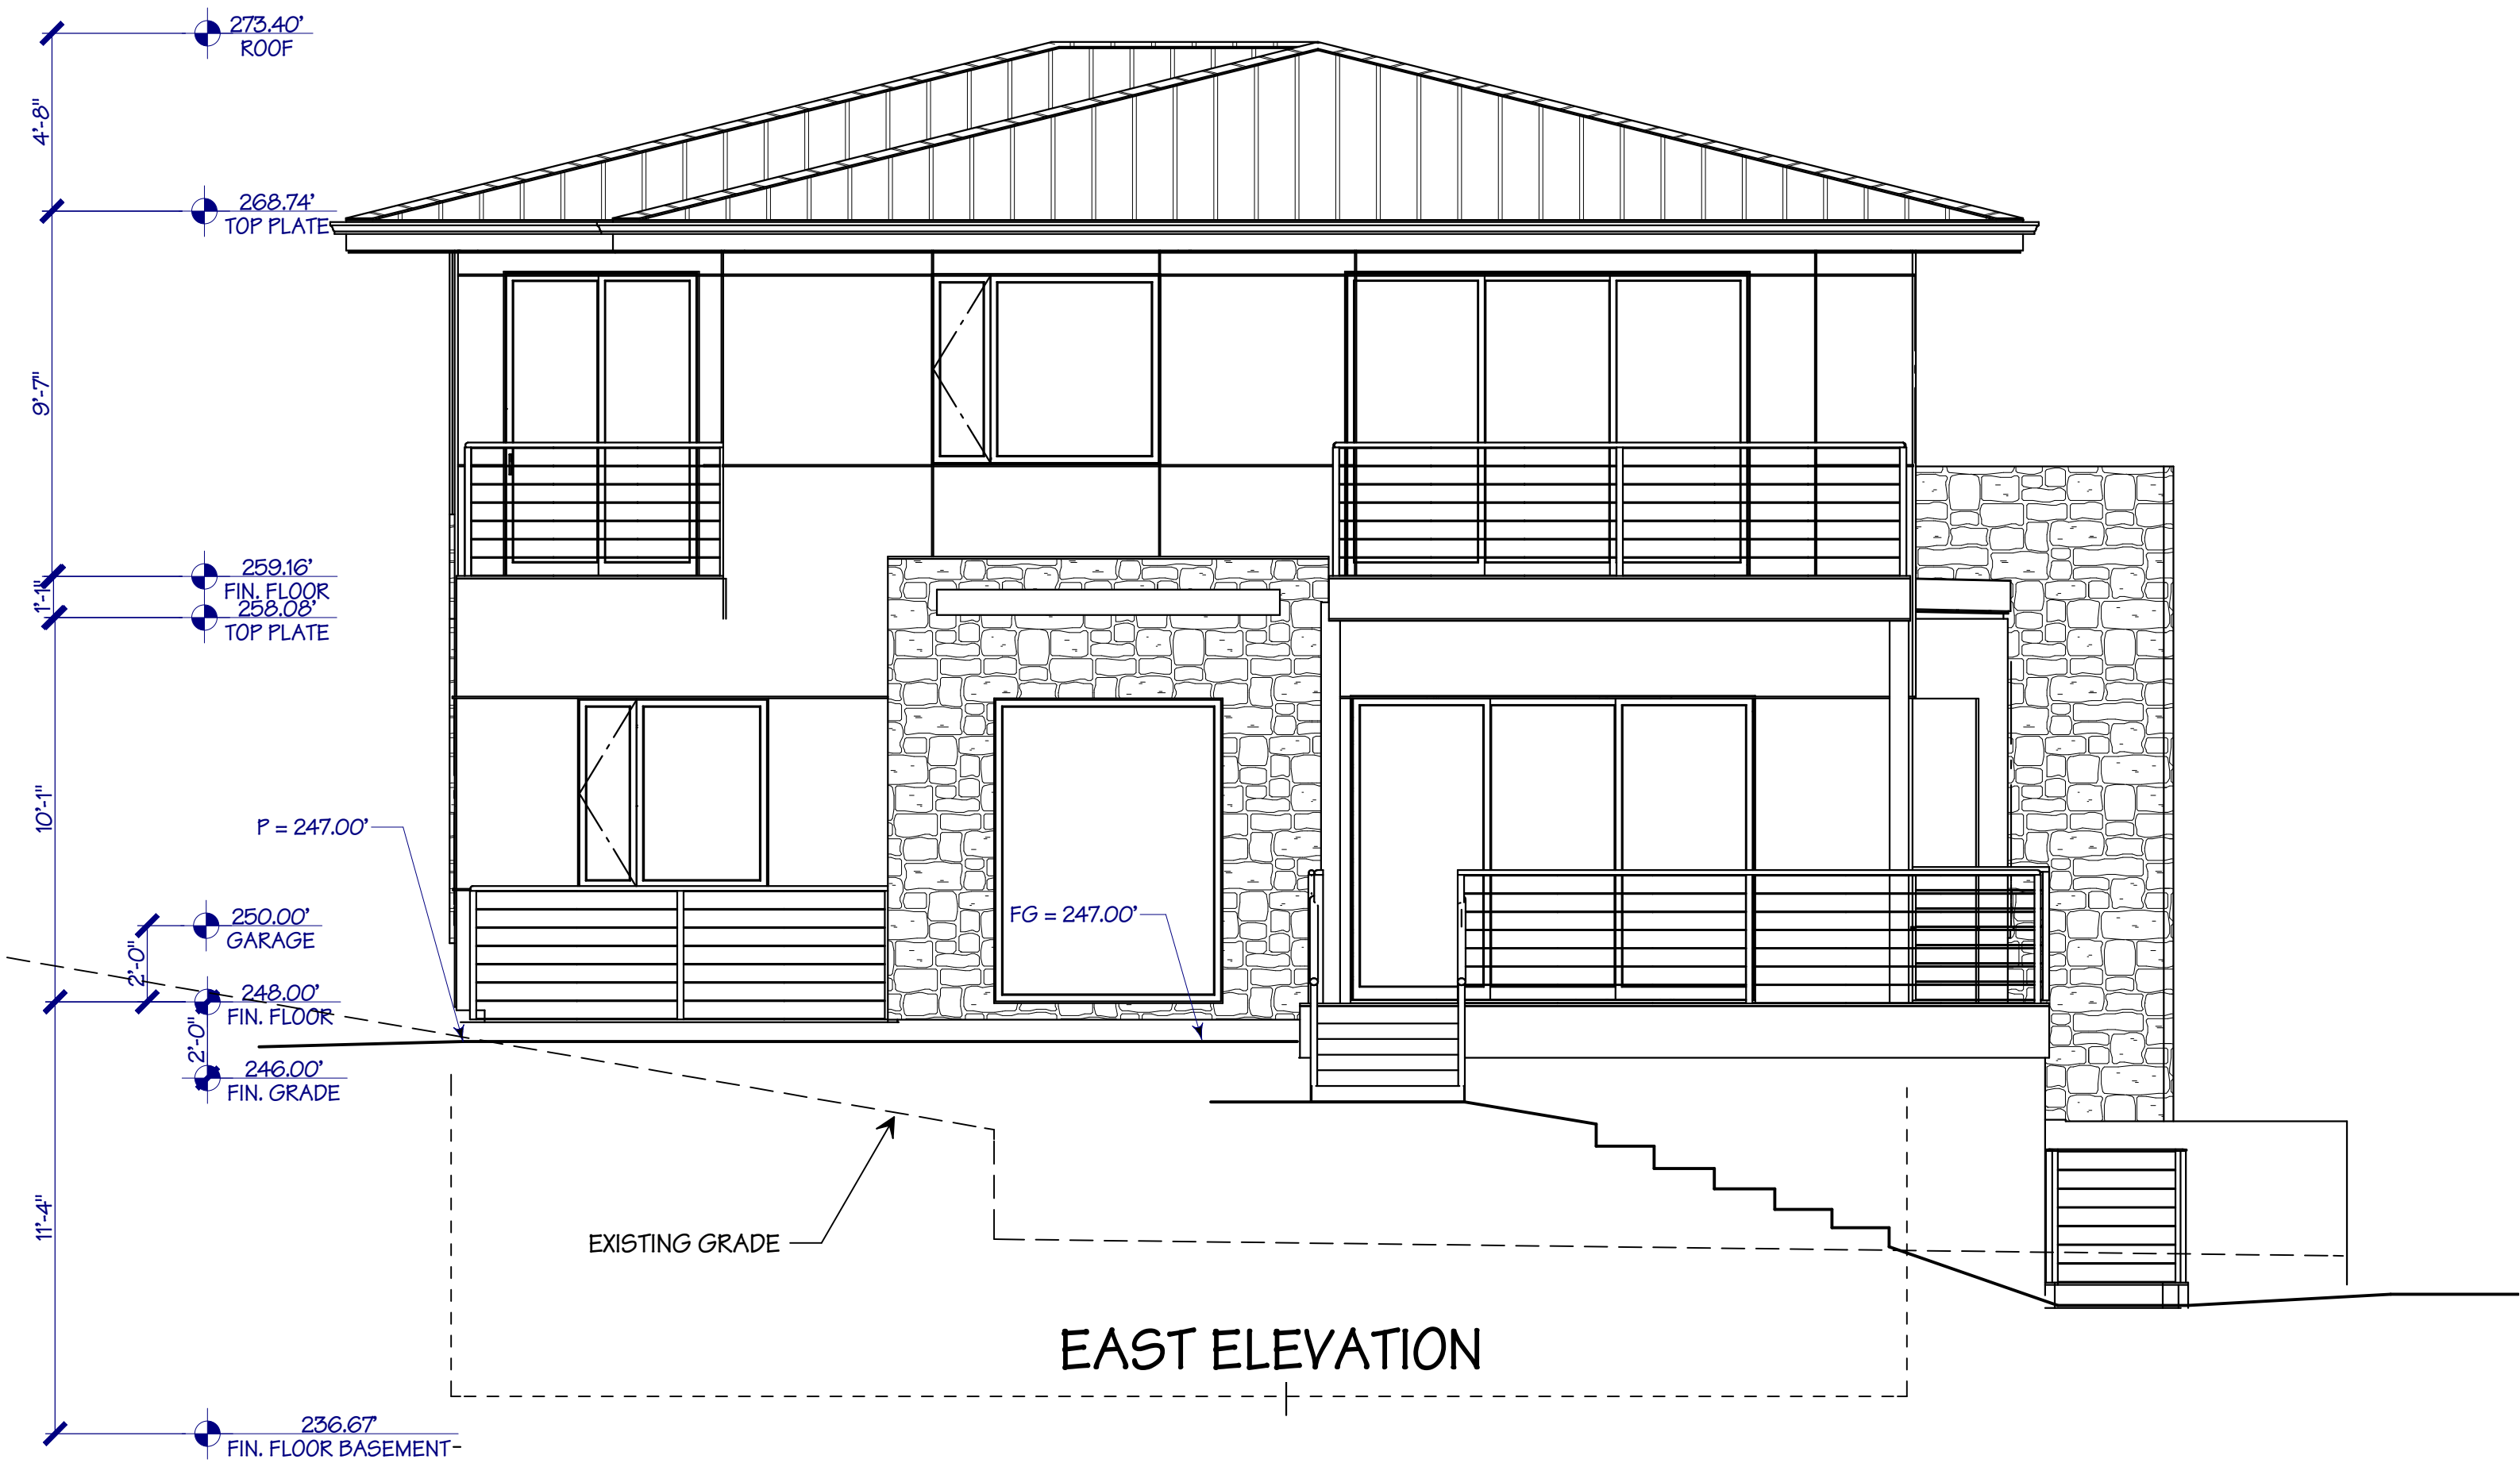 273.40'
ROOF
4'-8"
268.74'
TOP PLATE
9'-7"
259.16'
FIN. FLOOR
1'-1"
258.08'
TOP PLATE
10'-1"
P = 247.00'
250.00'
GARAGE
FG = 247.00'
2'-0"
248.00'
FIN. FLOOR
2'-0"
246.00'
FIN. GRADE
11'-4"
EXISTING GRADE
EAST ELEVATION
236.67'
FIN. FLOOR BASEMENT